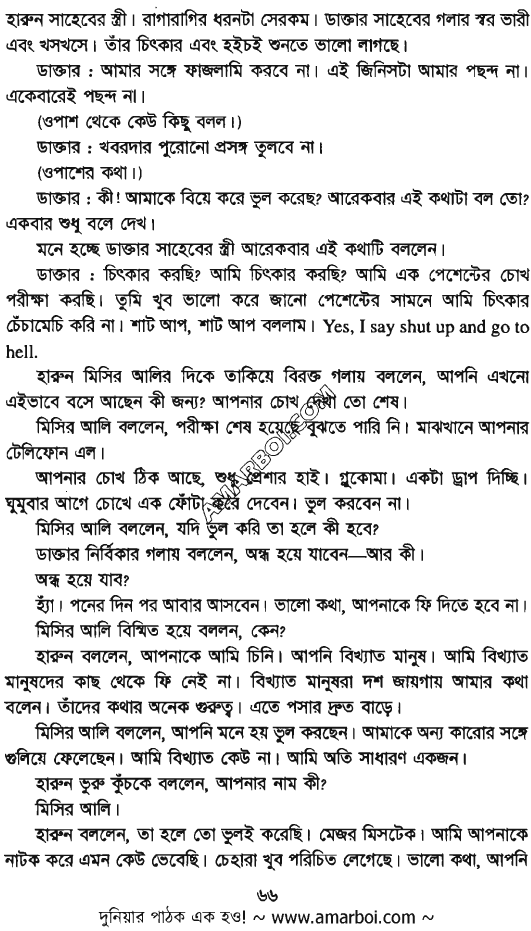 হারুন সাহেবের স্ত্রী। রাগারাগির ধরনটা সেরকম। ডাক্তার সাহেবের গলার স্বর ভারী
এবং খসখসে। তাঁর চিৎকার এবং হইচই শুনতে ভালো লাগছে।
ডাক্তার : আমার সঙ্গে ফাজলামি করবে না। এই জিনিসটা আমার পছন্দ না।
একেবারেই পছন্দ না।
(ওপাশ থেকে কেউ কিছু বলল।)
ডাক্তার : খবরদার পুরোনো প্রসঙ্গ তুলবে না।
(ওপাশের কথা।)
ডাক্তার : কী! আমাকে বিয়ে করে ভুল করেছ? আরেকবার এই কথাটা বল তো?
একবার শুধু বলে দেখ।
মনে হচ্ছে ডাক্তার সাহেবের স্ত্রী আরেকবার এই কথাটি বললেন।
ডাক্তার : চিৎকার করছি? আমি চিৎকার করছি? আমি এক পেশেন্টের চোখ
পরীক্ষা করছি। তুমি খুব ভালো করে জানো পেশেন্টের সামনে আমি চিৎকার
চেঁচামেচি করি না। শাট আপ, শাট আপ বললাম। Yes, I say shut up and go to
hell.
হারুন মিসির আলির দিকে তাকিয়ে বিরক্ত গলায় বললেন, আপনি এখনো
এইভাবে বসে আছেন কী জন্য? আপনার চোখ দেখা তো শেষ।
মিসির আলি বললেন, পরীক্ষা শেষ হয়েছে বুঝতে পারি নি। মাঝখানে আপনার
টেলিফোন এল।
আপনার চোখ ঠিক আছে, শুধু প্রেশার হাই। গ্লুকোমা। একটা ড্রাপ দিচ্ছি।
ঘুমুবার আগে চোখে এক ফোঁটা করে দেবেন। ভুল করবেন না।
মিসির আলি বললেন, যদি ভুল করি তা হলে কী হবে?
ডাক্তার নির্বিকার গলায় বললেন, অন্ধ হয়ে যাবেন—আর কী।
অন্ধ হয়ে যাব?
হ্যাঁ। পনের দিন পর আবার আসবেন। ভালো কথা, আপনাকে ফি দিতে হবে না।
মিসির আলি বিস্মিত হয়ে বললন, কেন?
হারুন বললেন, আপনাকে আমি চিনি। আপনি বিখ্যাত মানুষ। আমি বিখ্যাত
মানুষদের কাছ থেকে ফি নেই না। বিখ্যাত মানুষরা দশ জায়গায় আমার কথা
বলেন। তাঁদের কথার অনেক গুরুত্ব। এতে পসার দ্রুত বাড়ে।
মিসির আলি বললেন, আপনি মনে হয় ভুল করছেন। আমাকে অন্য কারোর সঙ্গে
গুলিয়ে ফেলেছেন। আমি বিখ্যাত কেউ না। আমি অতি সাধারণ একজন।
হারুন ভুরু কুঁচকে বললেন, আপনার নাম কী?
মিসির আলি।
হারুন বললেন, তা হলে তো ভুলই করেছি। মেজর মিসটেক। আমি আপনাকে
নাটক করে এমন কেউ ভেবেছি। চেহারা খুব পরিচিত লেগেছে। ভালো কথা, আপনি
৬৬
দুনিয়ার পাঠক এক হও! ~ www.amarboi.com ~
AMARBOI.COM